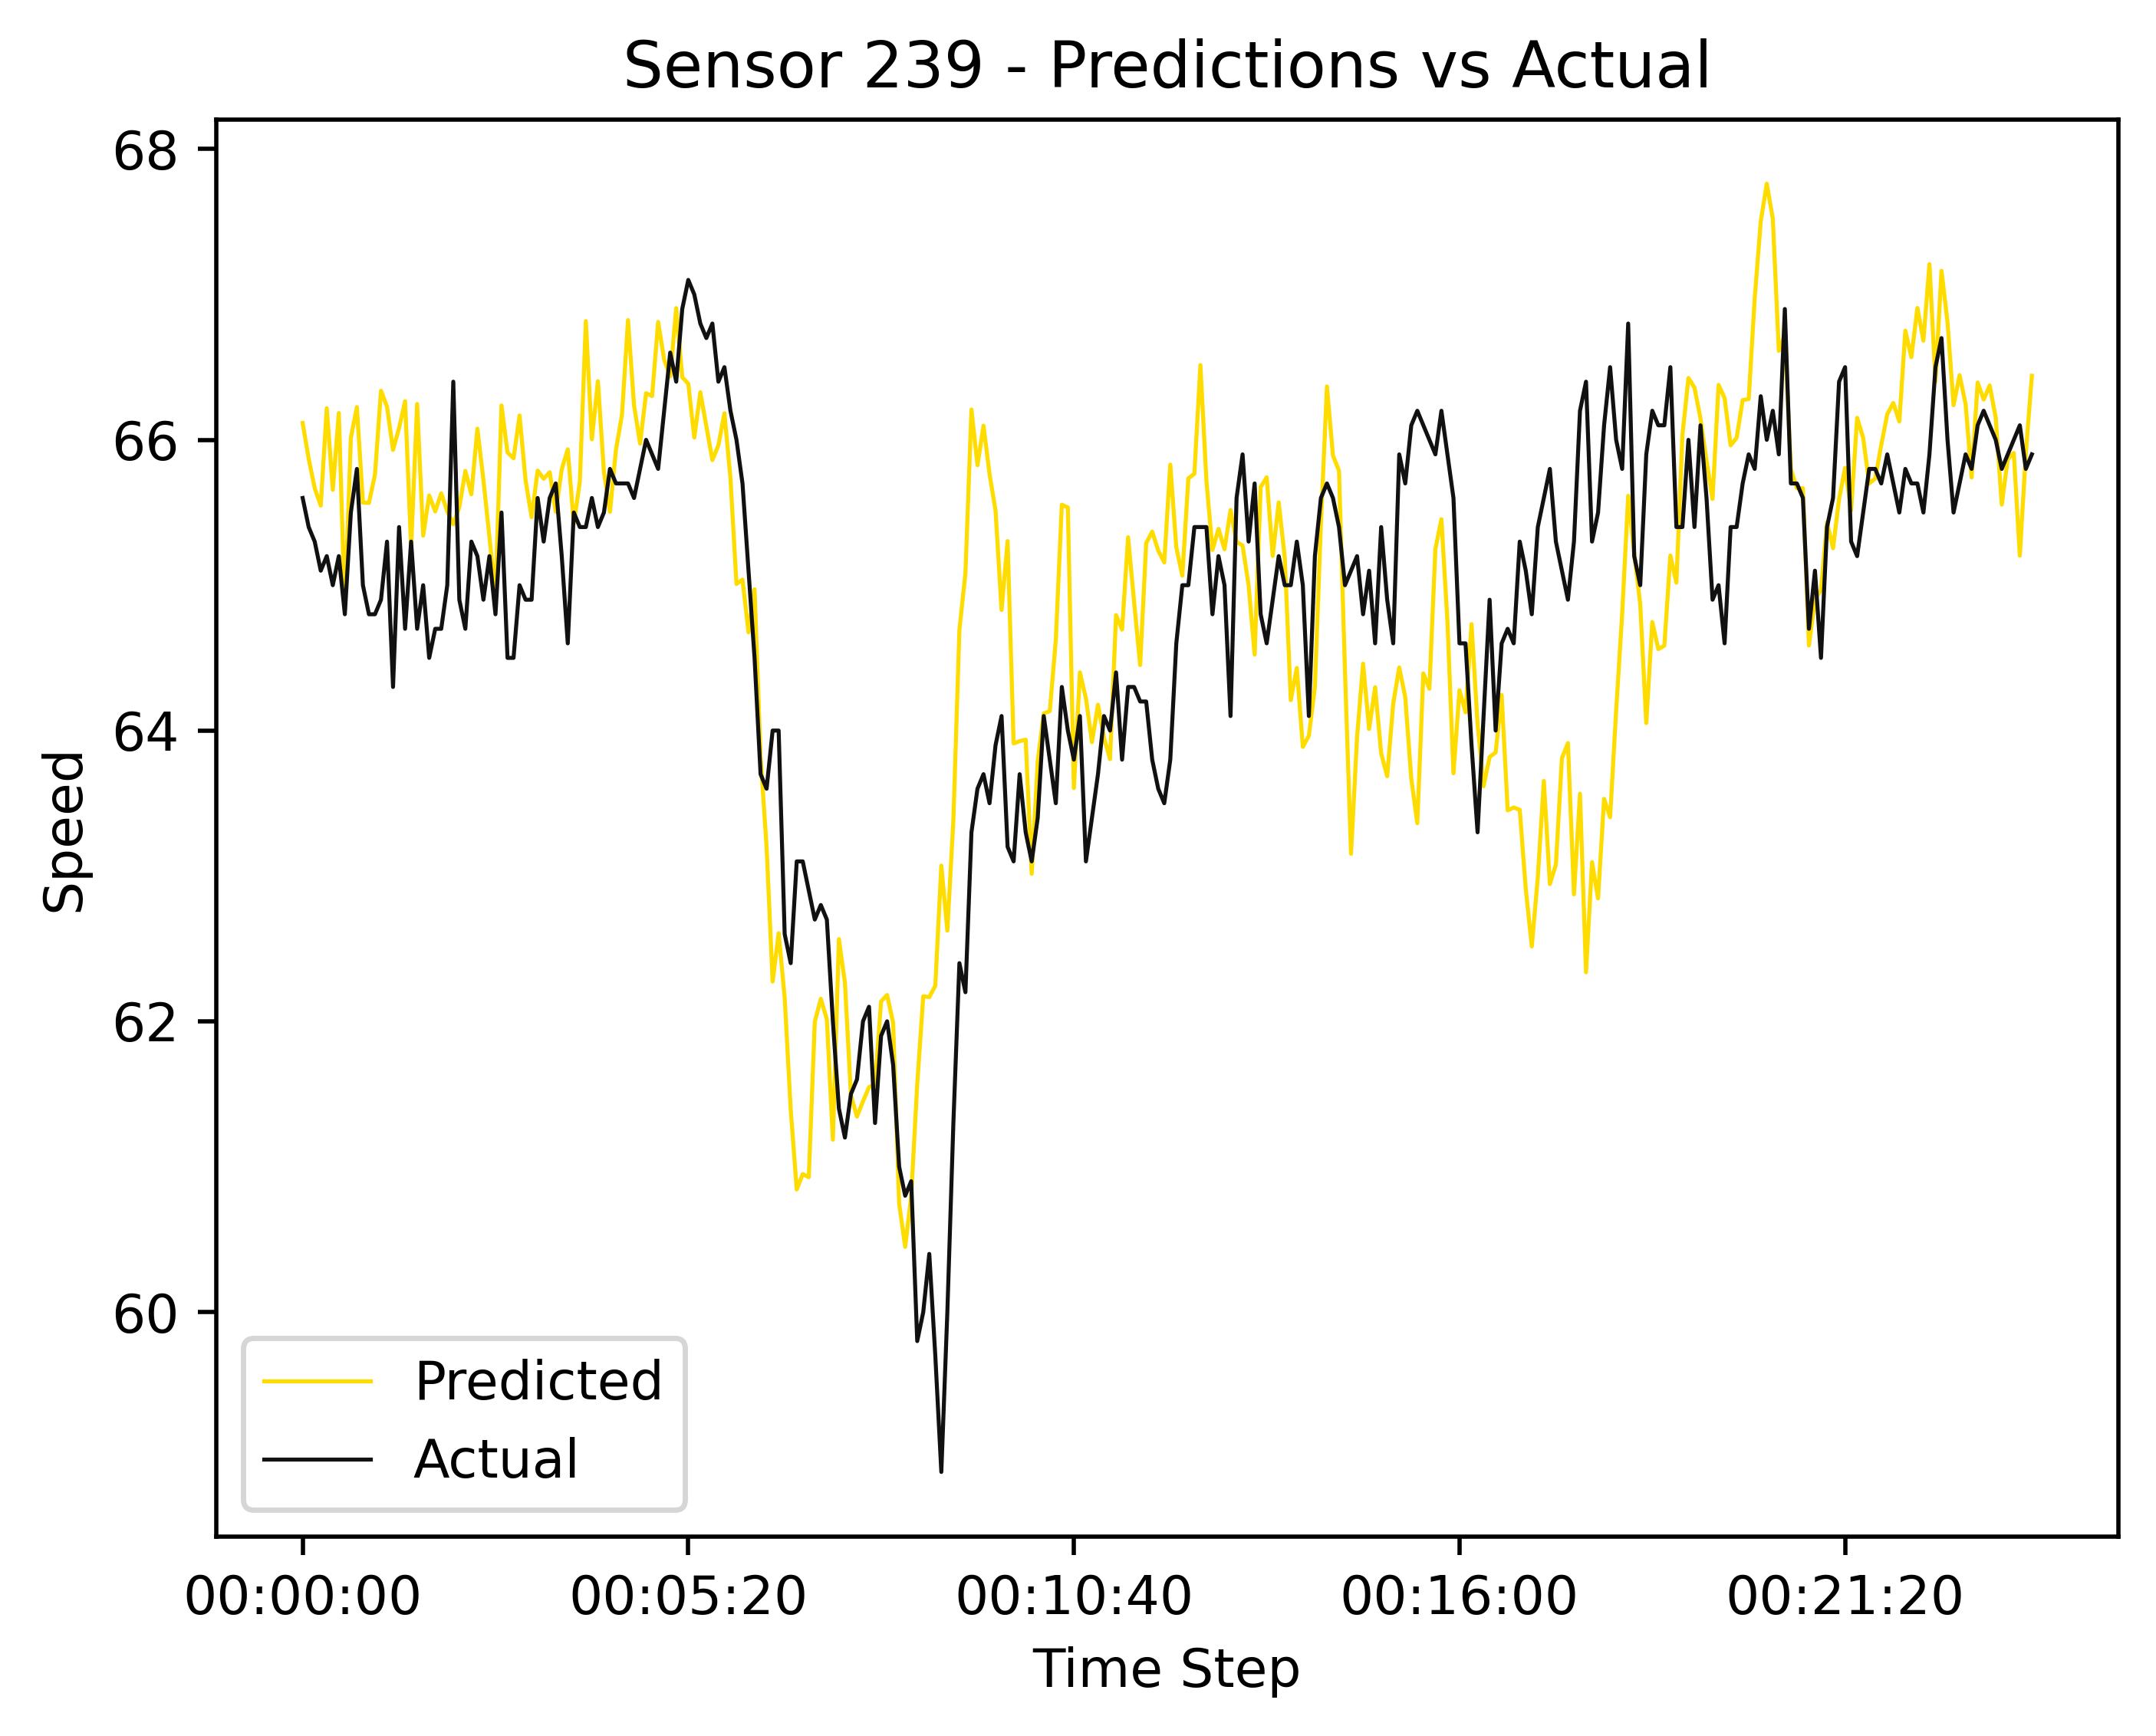 Sensor 239 - Predictions vs Actual
68
66
64
62
60
Speed
Predicted
Actual
00:00:00 00:05:20 00:10:40 00:16:00 00:21:20
Time Step